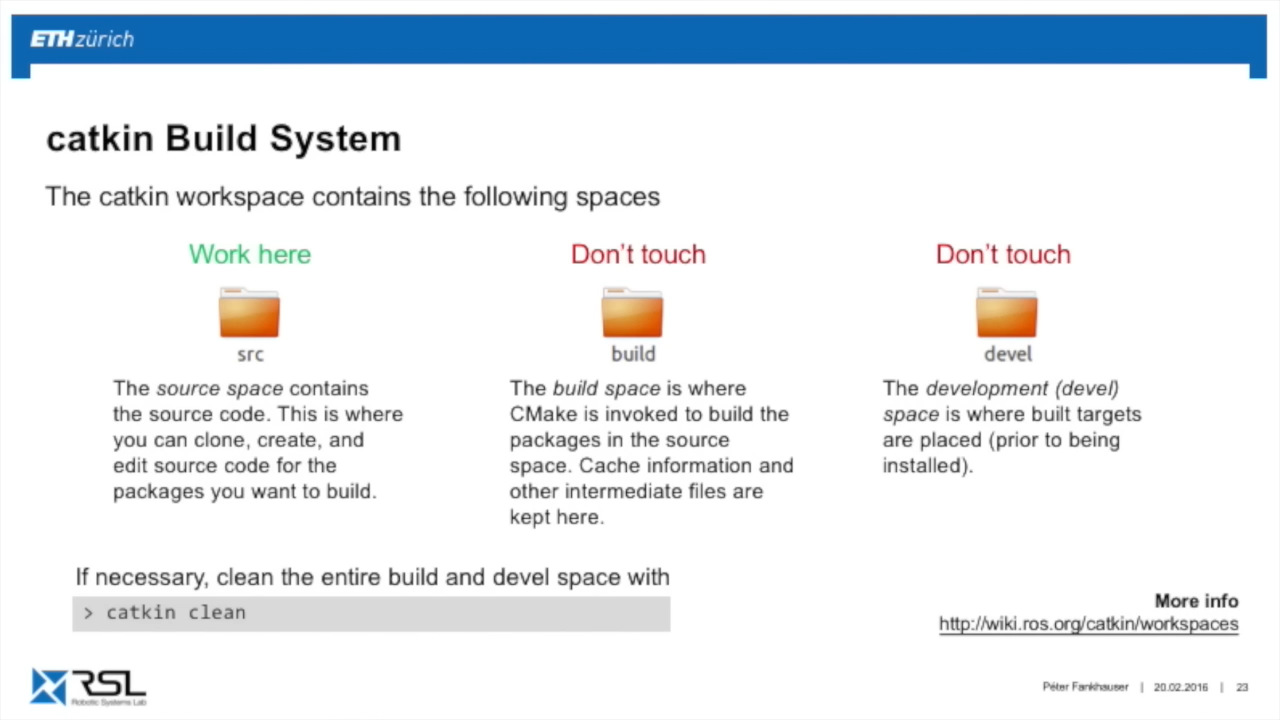 ETH zürich
catkin Build System
The catkin workspace contains the following spaces
Work here
src
The source space contains
the source code. This is where
you can clone, create, and
edit source code for the
packages you want to build.
Don't touch
build
The build space is where
CMake is invoked to build the
packages in the source
space. Cache information and
other intermediate files are
kept here.
Don't touch
devel
The development (devel)
space is where built targets
are placed (prior to being
installed).
If necessary, clean the entire build and devel space with
> catkin clean
More info
http://wiki.ros.org/catkin/workspaces
RSL
Robotic Systems Lab
Péter Fankhauser | 20.02.2016 | 23